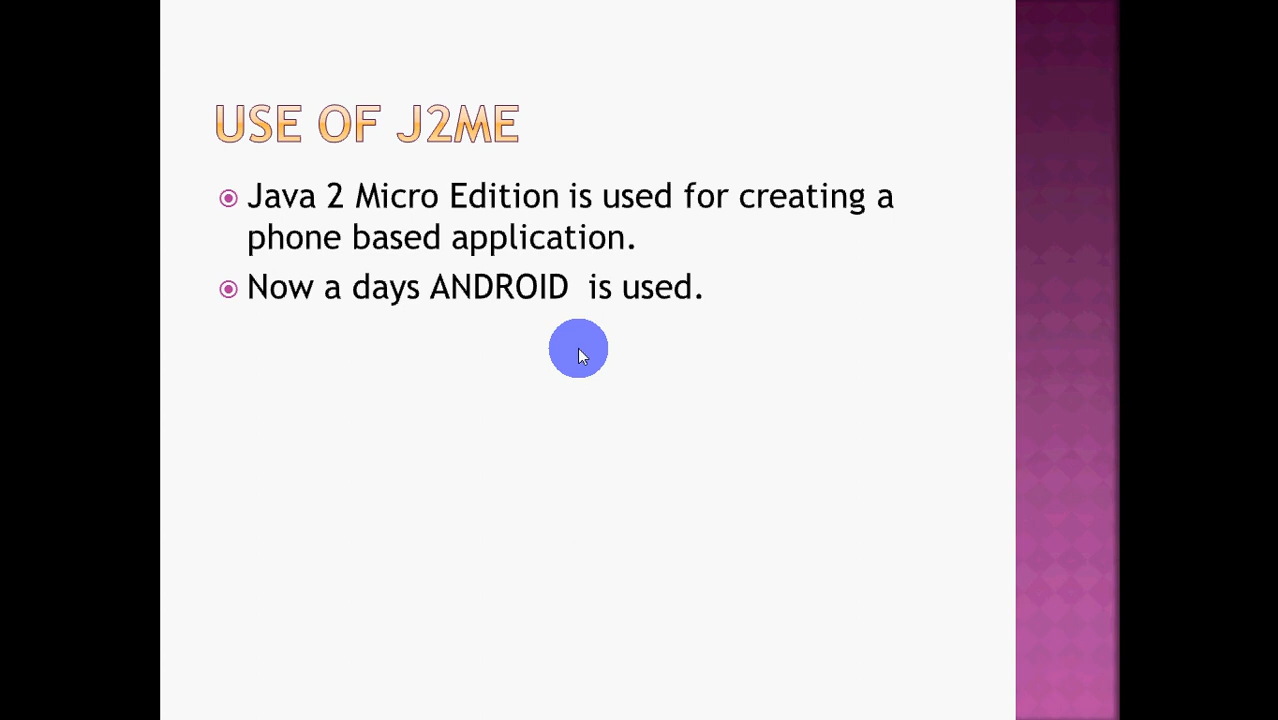 USE OF J2ME
Java 2 Micro Edition is used for creating a
phone based application.
Now a days ANDROID  is used.